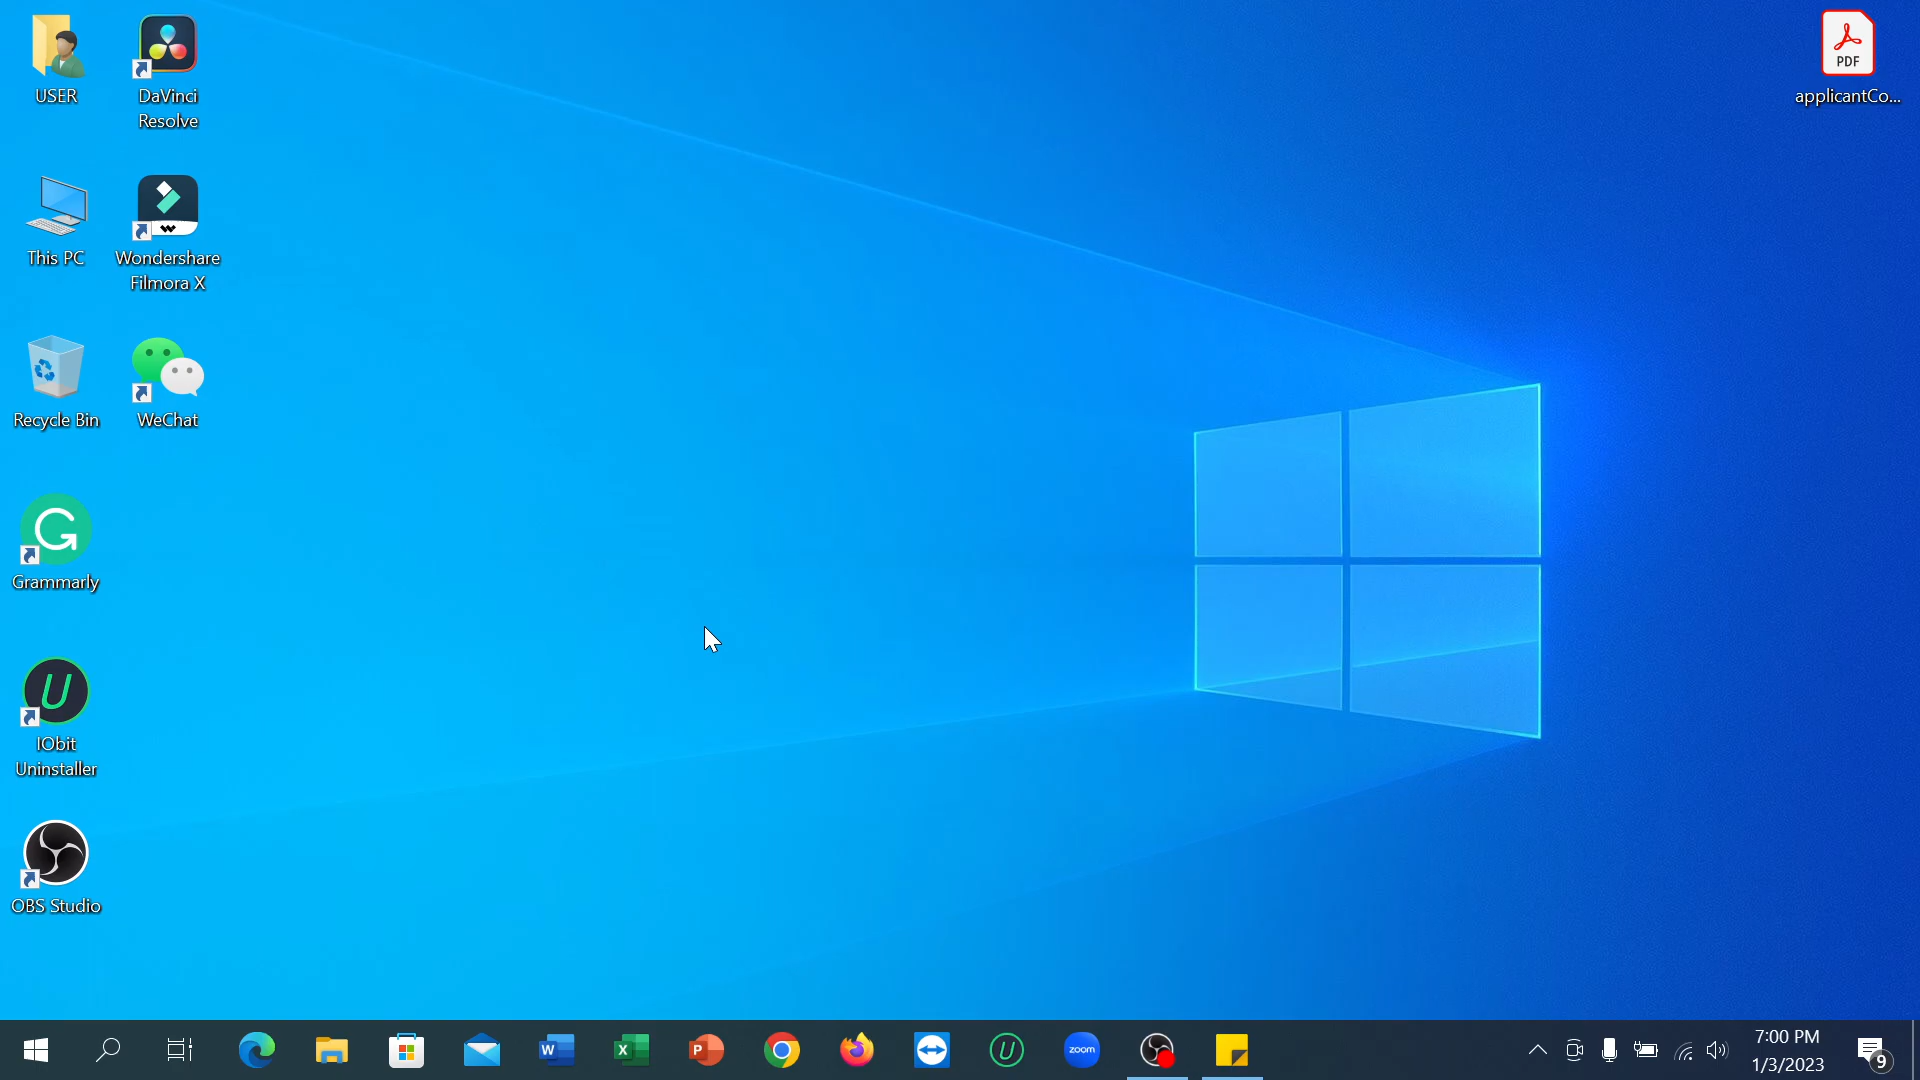 USER
DaVinci
Resolve
applicantCo...
PDF
This PC
Wondershare
Filmora X
Recycle Bin
WeChat
Grammarly
IObit
Uninstaller
OBS Studio
W
X
P
zoom
7:00 PM
1/3/2023
9